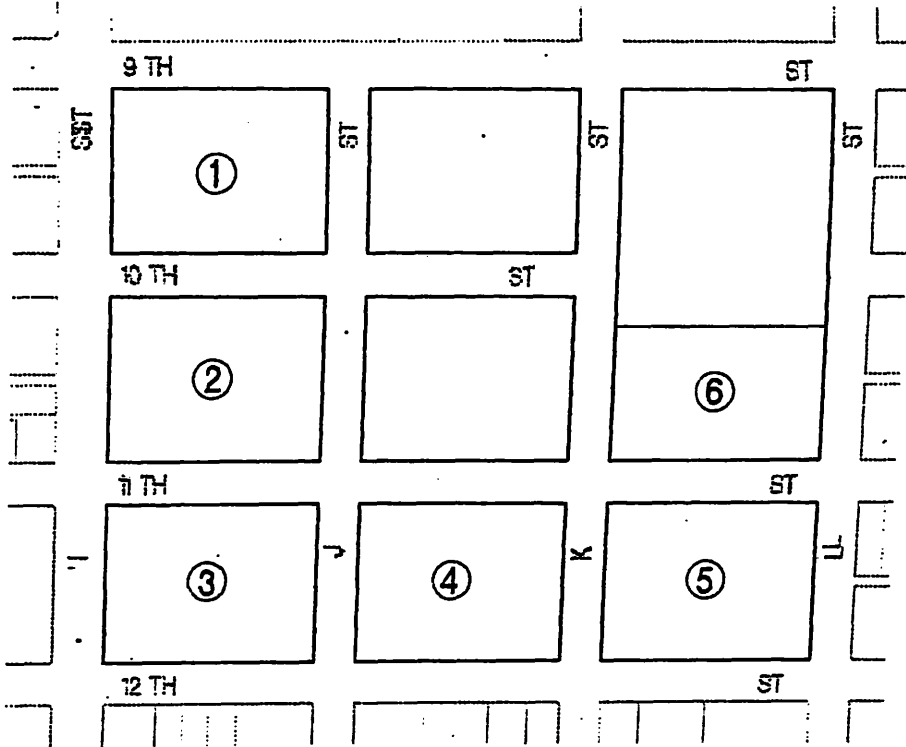 9 TH ST
ST ST ST ST
①
10 TH ST
②
⑥
11 TH ST
I J K L
③ ④ ⑤
12 TH ST